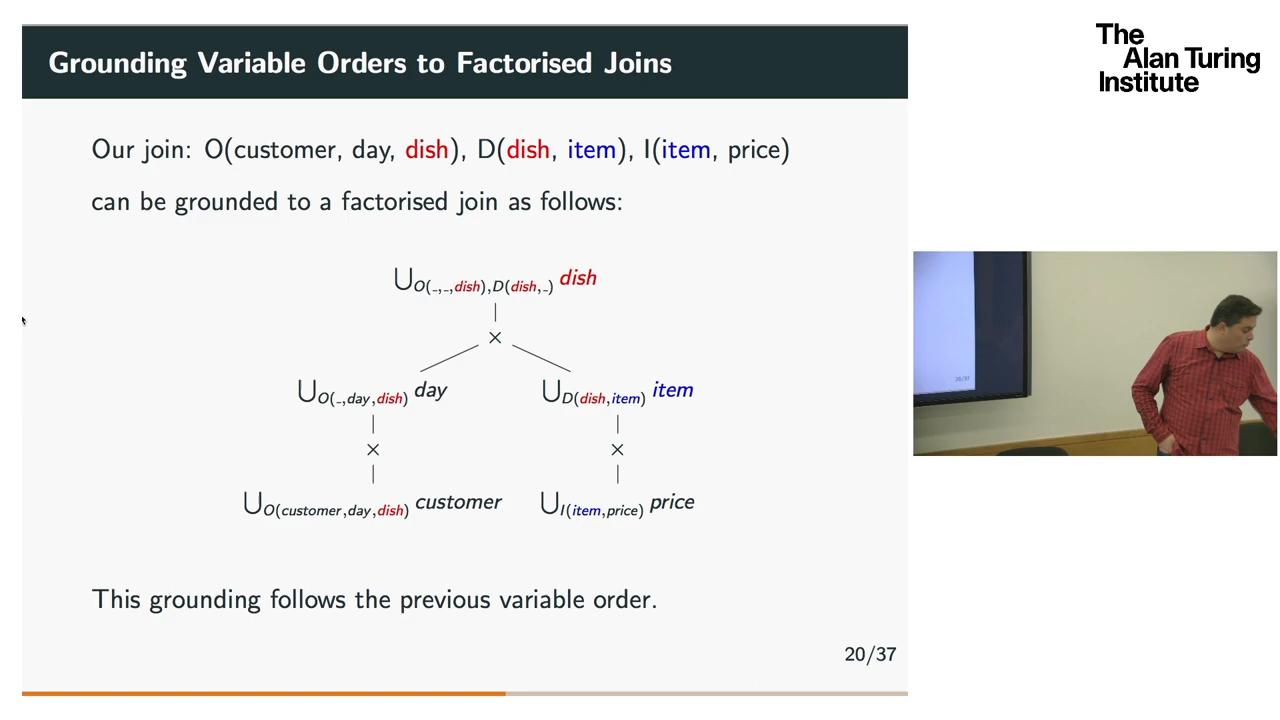 Grounding Variable Orders to Factorised Joins
The
Alan Turing
Institute
Our join: O(customer, day, dish), D(dish, item), I(item, price)
can be grounded to a factorised join as follows:
⋃O(_,_,dish),D(dish,_) dish
×
⋃O(_,day,dish) day
⋃D(dish,item) item
×
×
⋃O(customer,day,dish) customer
⋃I(item,price) price
This grounding follows the previous variable order.
20/37
20/37